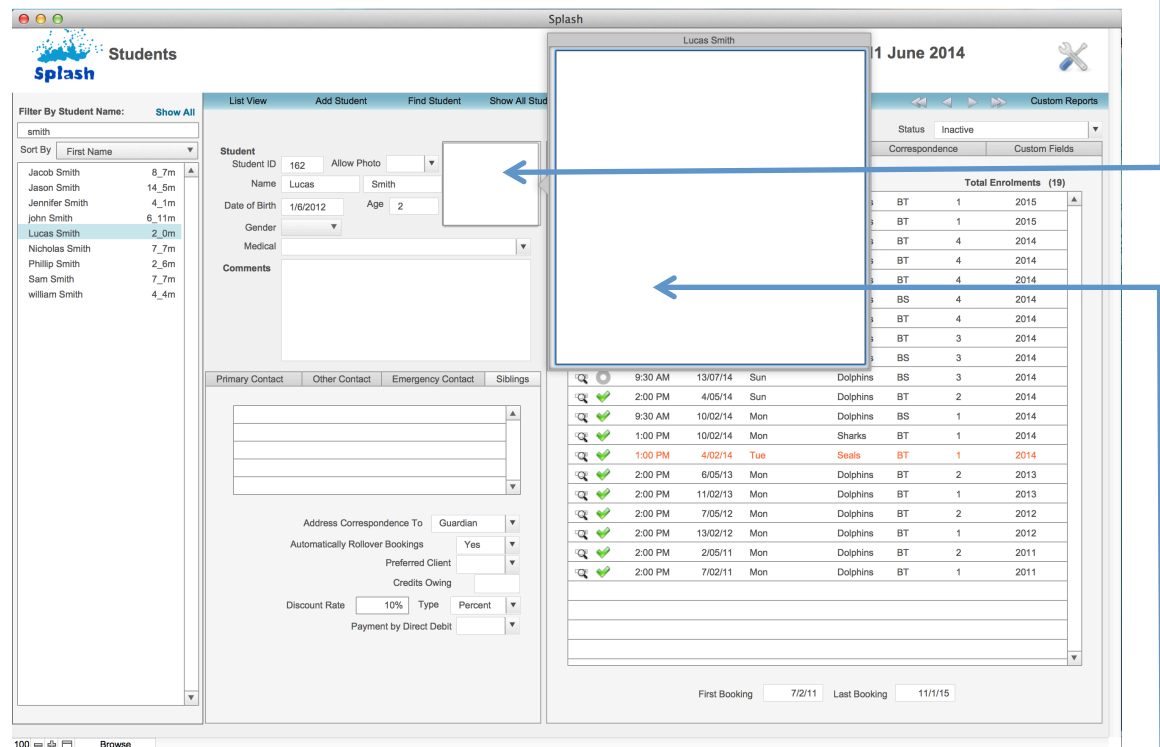 Splash
Lucas Smith
Students
Splash
June 2014
Filter By Student Name: Show All
smith
Sort By First Name
Jacob Smith 8_7m
Jason Smith 14_5m
Jennifer Smith 4_1m
john Smith 6_11m
Lucas Smith 2_0m
Nicholas Smith 7_7m
Phillip Smith 2_6m
Sam Smith 7_7m
william Smith 4_4m
List View Add Student Find Student Show All Stud Custom Reports
Status Inactive
Correspondence Custom Fields
Student
Student ID 162 Allow Photo
Name Lucas Smith
Date of Birth 1/6/2012 Age 2
Gender
Medical
Comments
Total Enrolments (19)
s BT 1 2015
s BT 1 2015
s BT 4 2014
s BT 4 2014
s BT 4 2014
s BS 4 2014
s BT 4 2014
s BT 3 2014
s BS 3 2014
9:30 AM 13/07/14 Sun Dolphins BS 3 2014
2:00 PM 4/05/14 Sun Dolphins BT 2 2014
9:30 AM 10/02/14 Mon Dolphins BS 1 2014
1:00 PM 10/02/14 Mon Sharks BT 1 2014
1:00 PM 4/02/14 Tue Seals BT 1 2014
2:00 PM 6/05/13 Mon Dolphins BT 2 2013
2:00 PM 11/02/13 Mon Dolphins BT 1 2013
2:00 PM 7/05/12 Mon Dolphins BT 2 2012
2:00 PM 13/02/12 Mon Dolphins BT 1 2012
2:00 PM 2/05/11 Mon Dolphins BT 2 2011
2:00 PM 7/02/11 Mon Dolphins BT 1 2011
Primary Contact Other Contact Emergency Contact Siblings
Address Correspondence To Guardian
Automatically Rollover Bookings Yes
Preferred Client
Credits Owing
Discount Rate 10% Type Percent
Payment by Direct Debit
First Booking 7/2/11 Last Booking 11/1/15
100 Browse